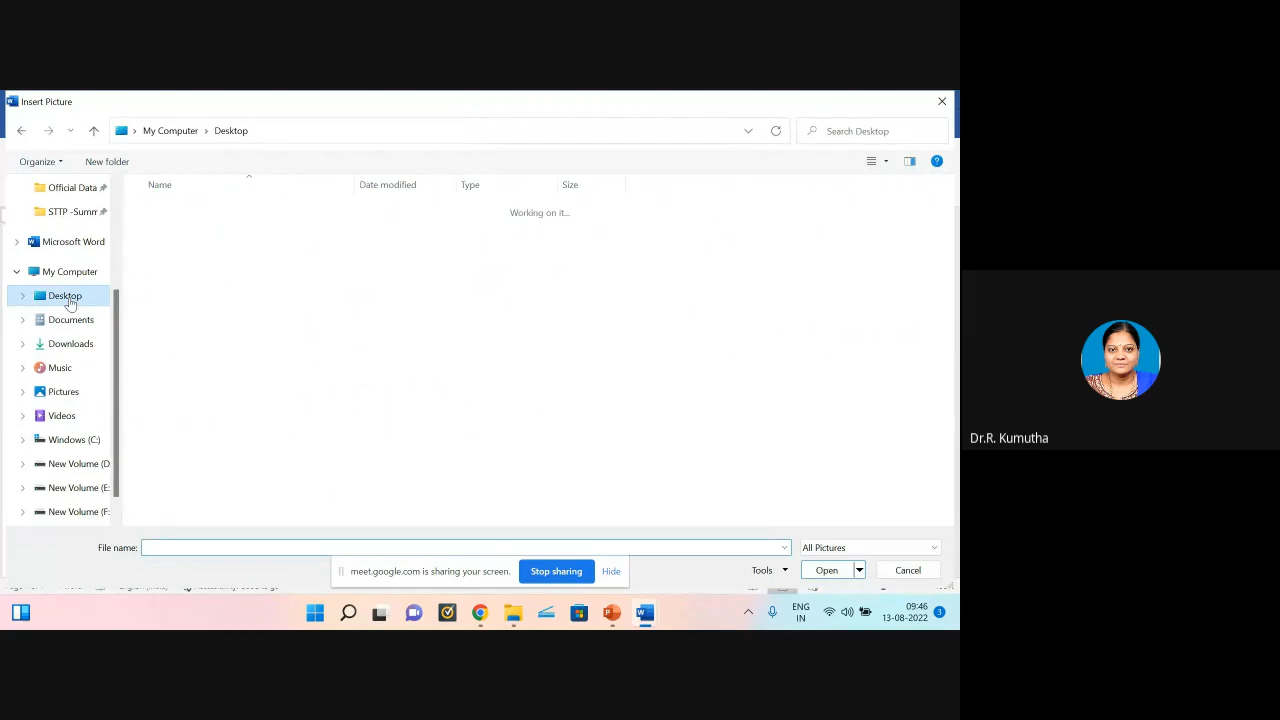 Insert Picture
My Computer
Desktop
Search Desktop
Organize
New folder
Name
Date modified
Type
Size
Working on it...
Official Data
STTP -Summ
Microsoft Word
My Computer
Desktop
Documents
Downloads
Music
Pictures
Videos
Windows (C:)
New Volume (D:
New Volume (E:
New Volume (F:
File name:
All Pictures
Tools
Open
Cancel
meet.google.com is sharing your screen.
Stop sharing
Hide
ENG
IN
09:46
13-08-2022
3
Dr.R. Kumutha